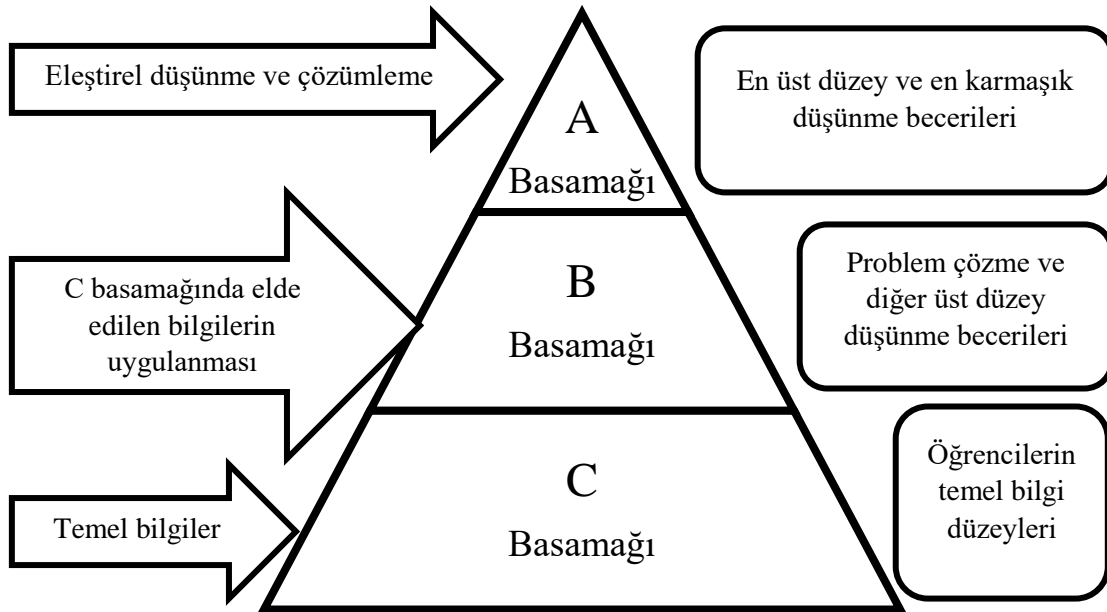 Eleştirel düşünme ve çözümleme
A
Basamağı
En üst düzey ve en karmaşık
düşünme becerileri
C basamağında elde
edilen bilgilerin
uygulanması
B
Basamağı
Problem çözme ve
diğer üst düzey
düşünme becerileri
Temel bilgiler
C
Basamağı
Öğrencilerin
temel bilgi
düzeyleri